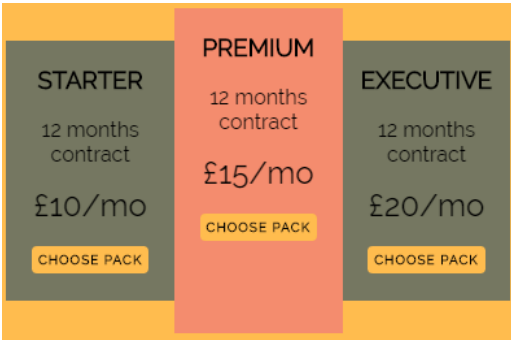 STARTER
12 months
contract
£10/mo
CHOOSE PACK
PREMIUM
12 months
contract
£15/mo
CHOOSE PACK
EXECUTIVE
12 months
contract
£20/mo
CHOOSE PACK